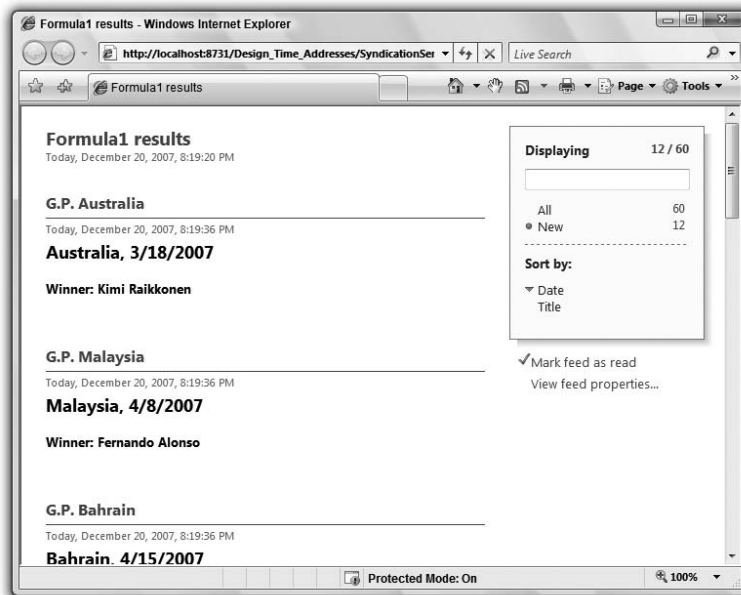 Formula1 results - Windows Internet Explorer
http://localhost:8731/Design_Time_Addresses/SyndicationSer
Live Search
Formula1 results
Page
Tools
Formula1 results
Today, December 20, 2007, 8:19:20 PM
G.P. Australia
Today, December 20, 2007, 8:19:36 PM
Australia, 3/18/2007
Winner: Kimi Raikkonen
G.P. Malaysia
Today, December 20, 2007, 8:19:36 PM
Malaysia, 4/8/2007
Winner: Fernando Alonso
G.P. Bahrain
Today, December 20, 2007, 8:19:36 PM
Bahrain, 4/15/2007
Displaying 12 / 60
All 60
New 12
Sort by:
Date
Title
Mark feed as read
View feed properties...
Protected Mode: On
100%